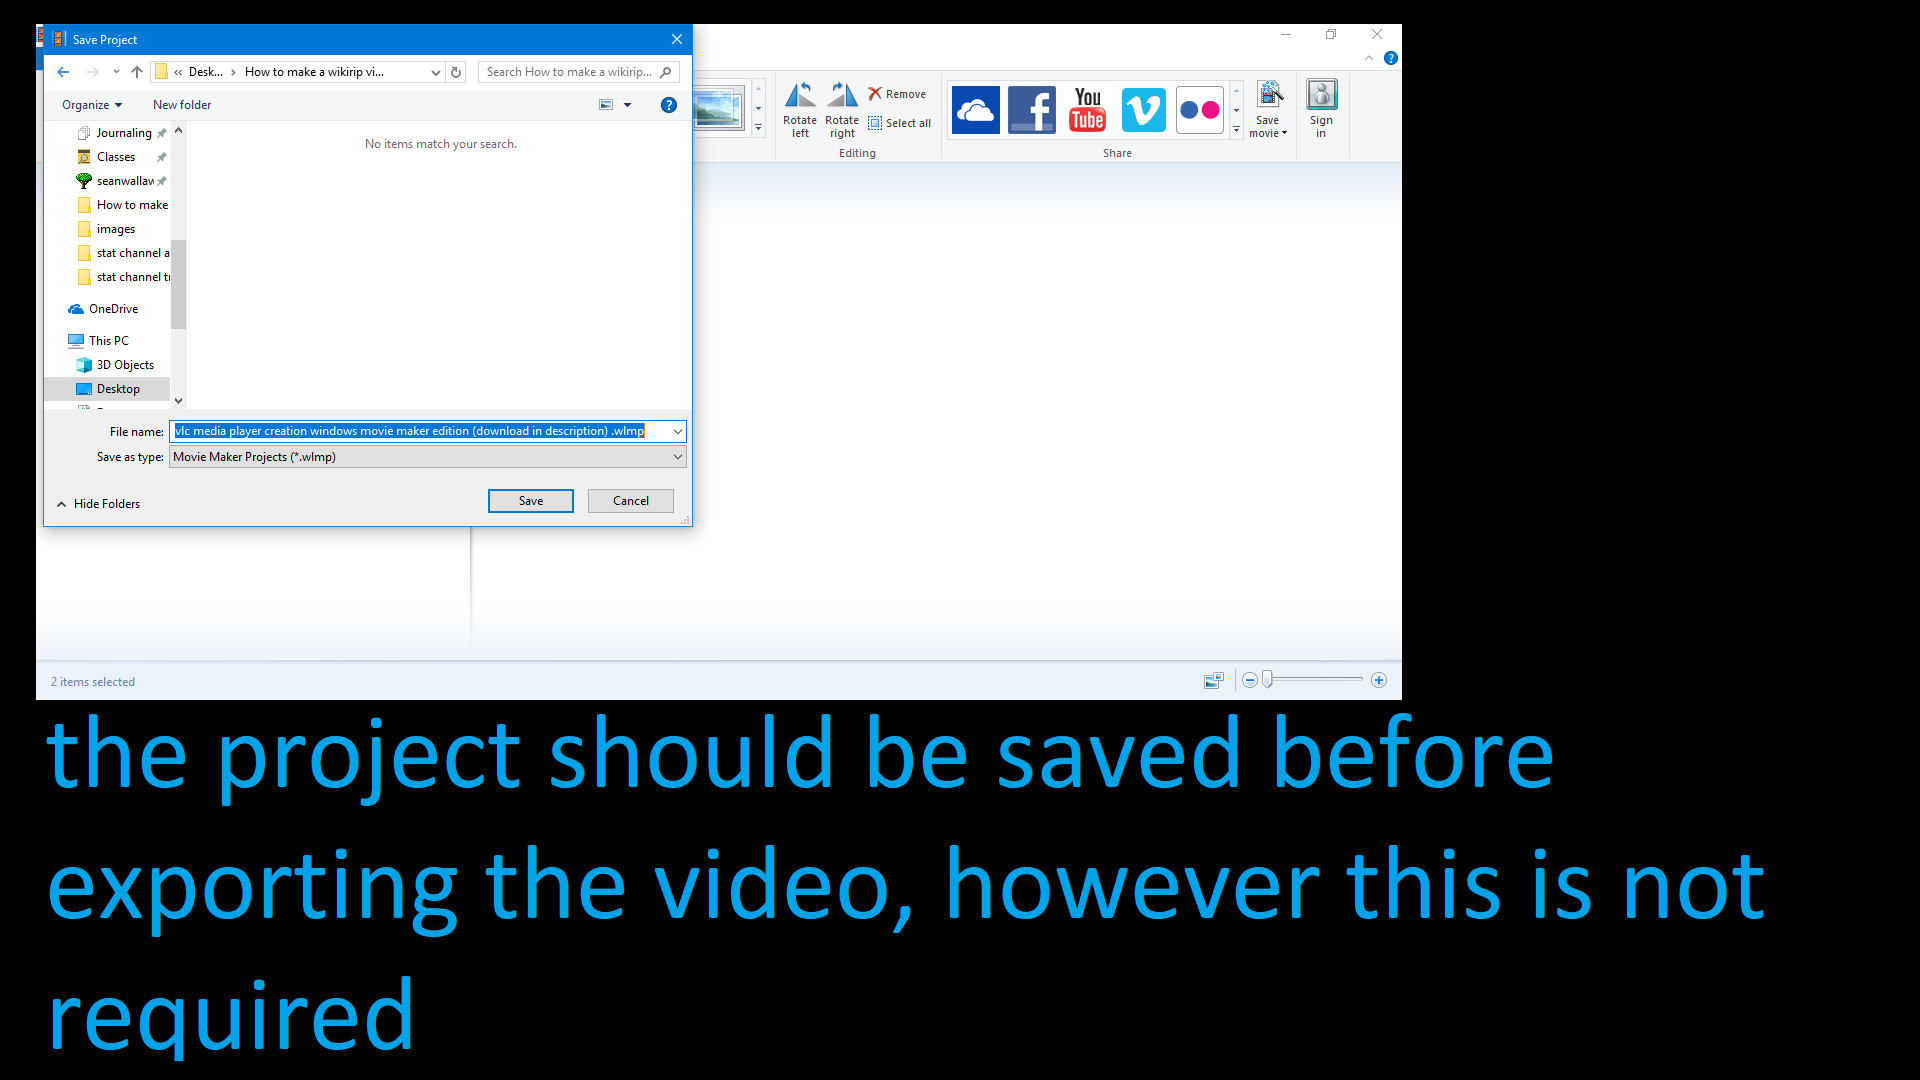 Save Project
« Desk... › How to make a wikirip vi...
Search How to make a wikirip...
Organize
New folder
Journaling
Classes
seanwallaw
How to make
images
stat channel a
stat channel tr
OneDrive
This PC
3D Objects
Desktop
No items match your search.
File name:
vlc media player creation windows movie maker edition (download in description) .wlmp
Save as type:
Movie Maker Projects (*.wlmp)
Hide Folders
Save
Cancel
Rotate left
Rotate right
Remove
Select all
Editing
You
Tube
Share
Save movie
Sign in
2 items selected
the project should be saved before
exporting the video, however this is not
required